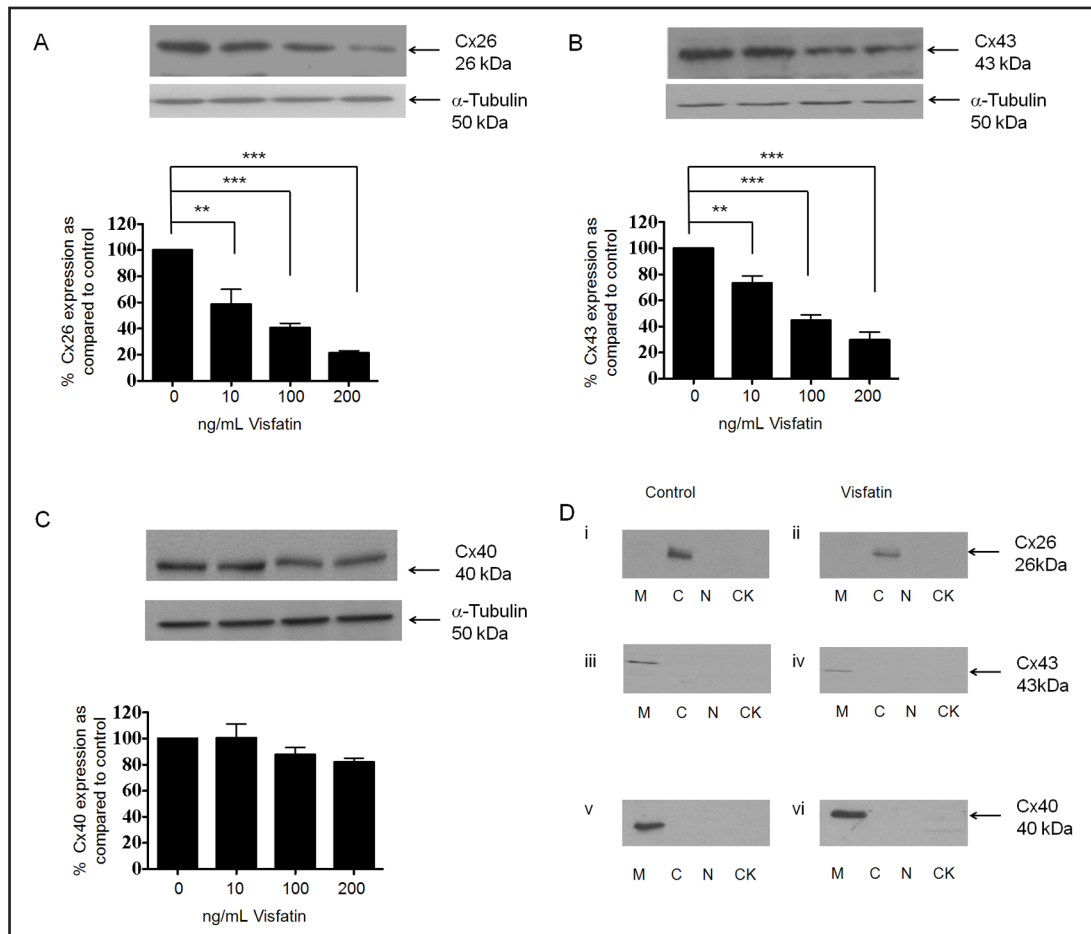 A
Cx26
26 kDa
α-Tubulin
50 kDa
***
***
**
% Cx26 expression as
compared to control
120
100
80
60
40
20
0
0 10 100 200
ng/mL Visfatin
B
Cx43
43 kDa
α-Tubulin
50 kDa
***
***
**
% Cx43 expression as
compared to control
120
100
80
60
40
20
0
0 10 100 200
ng/mL Visfatin
C
Cx40
40 kDa
α-Tubulin
50 kDa
% Cx40 expression as
compared to control
120
100
80
60
40
20
0
0 10 100 200
ng/mL Visfatin
D
Control Visfatin
i
M C N CK
ii
Cx26
26kDa
M C N CK
iii
M C N CK
iv
Cx43
43kDa
M C N CK
v
M C N CK
vi
Cx40
40 kDa
M C N CK